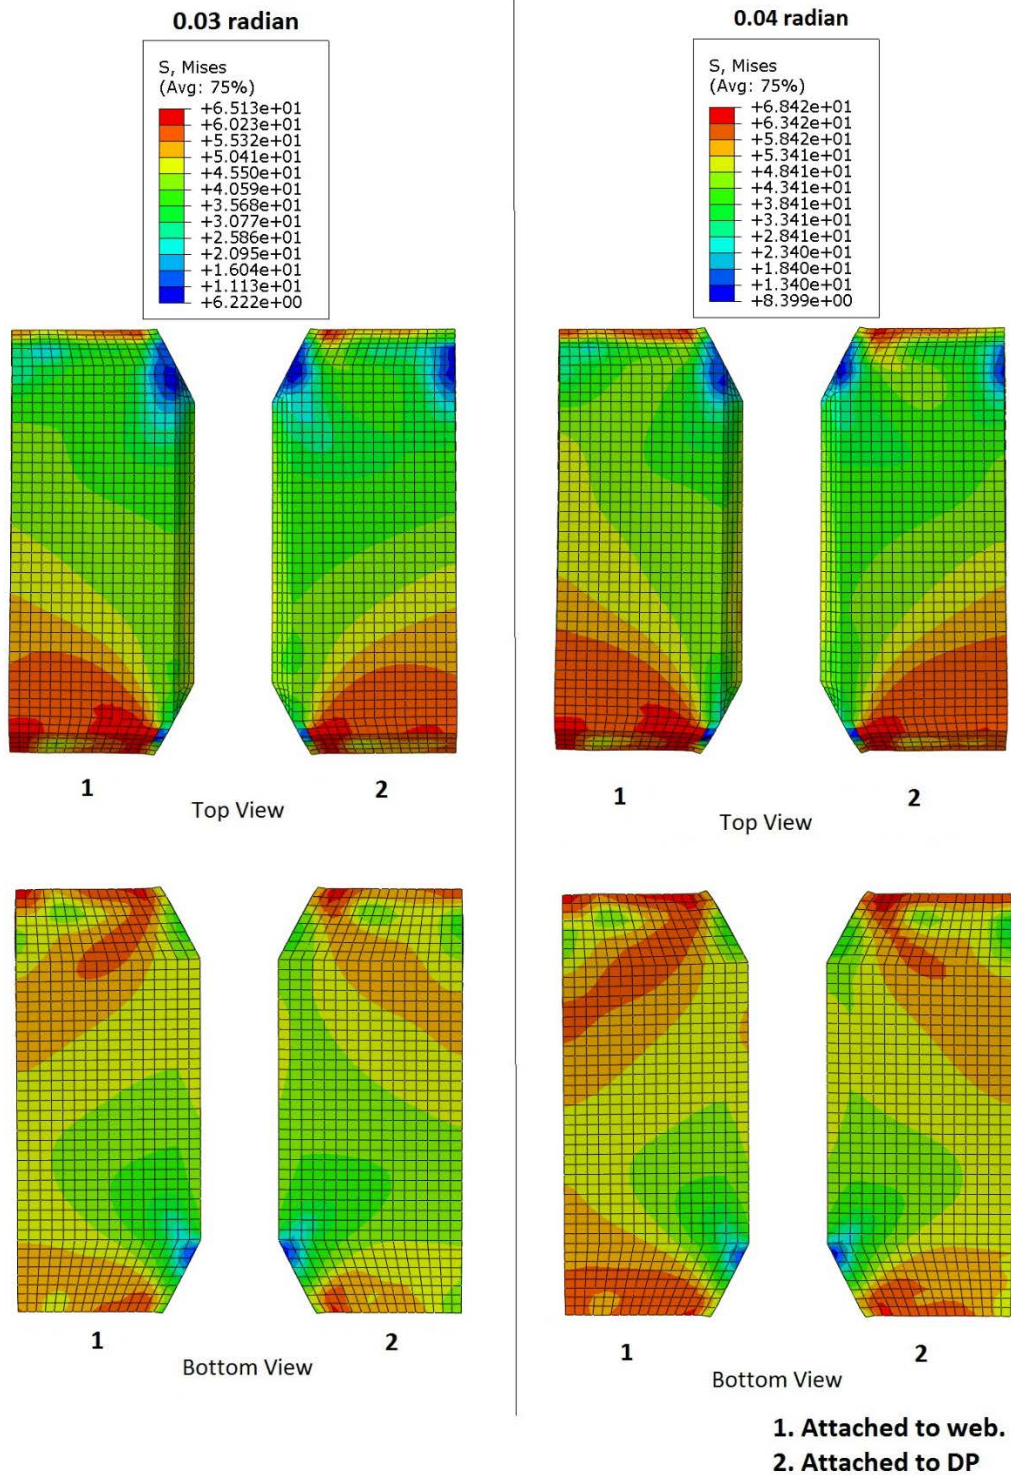 0.03 radian
S, Mises
(Avg: 75%)
+6.513e+01
+6.023e+01
+5.532e+01
+5.041e+01
+4.550e+01
+4.059e+01
+3.568e+01
+3.077e+01
+2.586e+01
+2.095e+01
+1.604e+01
+1.113e+01
+6.222e+00
0.04 radian
S, Mises
(Avg: 75%)
+6.842e+01
+6.342e+01
+5.842e+01
+5.341e+01
+4.841e+01
+4.341e+01
+3.841e+01
+3.341e+01
+2.841e+01
+2.340e+01
+1.840e+01
+1.340e+01
+8.399e+00
1 2
Top View
1 2
Top View
1 2
Bottom View
1 2
Bottom View
1. Attached to web.
2. Attached to DP